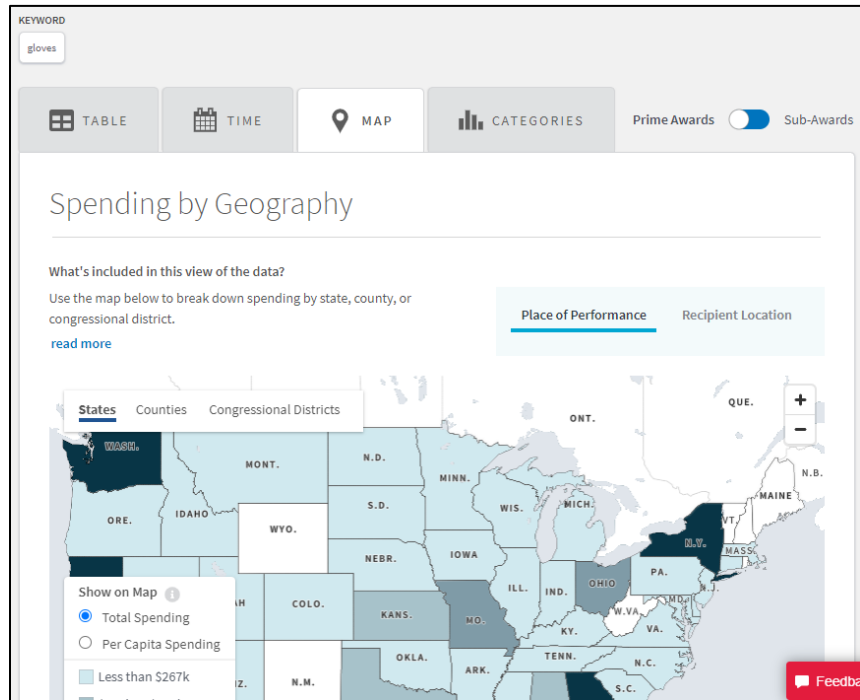 KEYWORD
gloves
TABLE
TIME
MAP
CATEGORIES
Prime Awards
Sub-Awards
Spending by Geography
What's included in this view of the data?
Use the map below to break down spending by state, county, or
congressional district.
read more
Place of Performance
Recipient Location
States
Counties
Congressional Districts
+
−
QUE.
ONT.
N.B.
WASH.
MONT.
N.D.
MINN.
MAINE
ORE.
IDAHO
S.D.
WIS.
MICH.
VT.
WYO.
N.Y.
MASS.
NEBR.
IOWA
PA.
Show on Map
Total Spending
Per Capita Spending
Less than $267k
COLO.
KANS.
MO.
ILL.
IND.
OHIO
W.VA.
MD.
N.J.
VA.
KY.
OKLA.
ARK.
TENN.
N.C.
N.M.
S.C.
Feedba